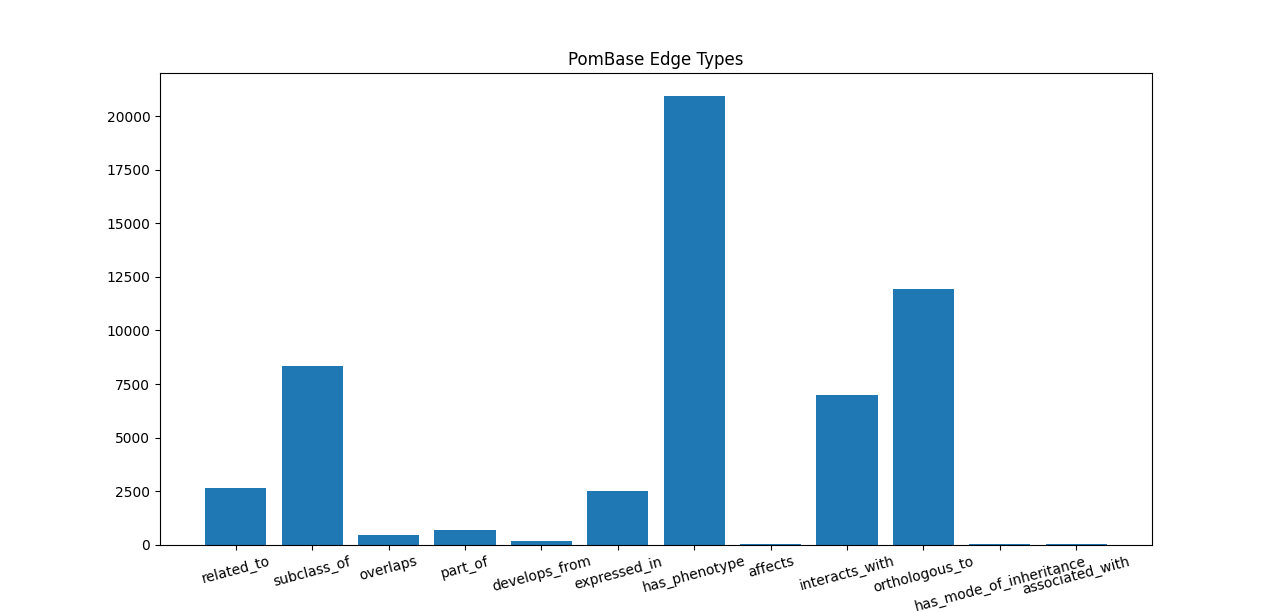 PomBase Edge Types
20000
17500
15000
12500
10000
7500
5000
2500
0
related_to
subclass_of
overlaps
part_of
develops_from
expressed_in
has_phenotype
affects
interacts_with
orthologous_to
has_mode_of_inheritance
associated_with